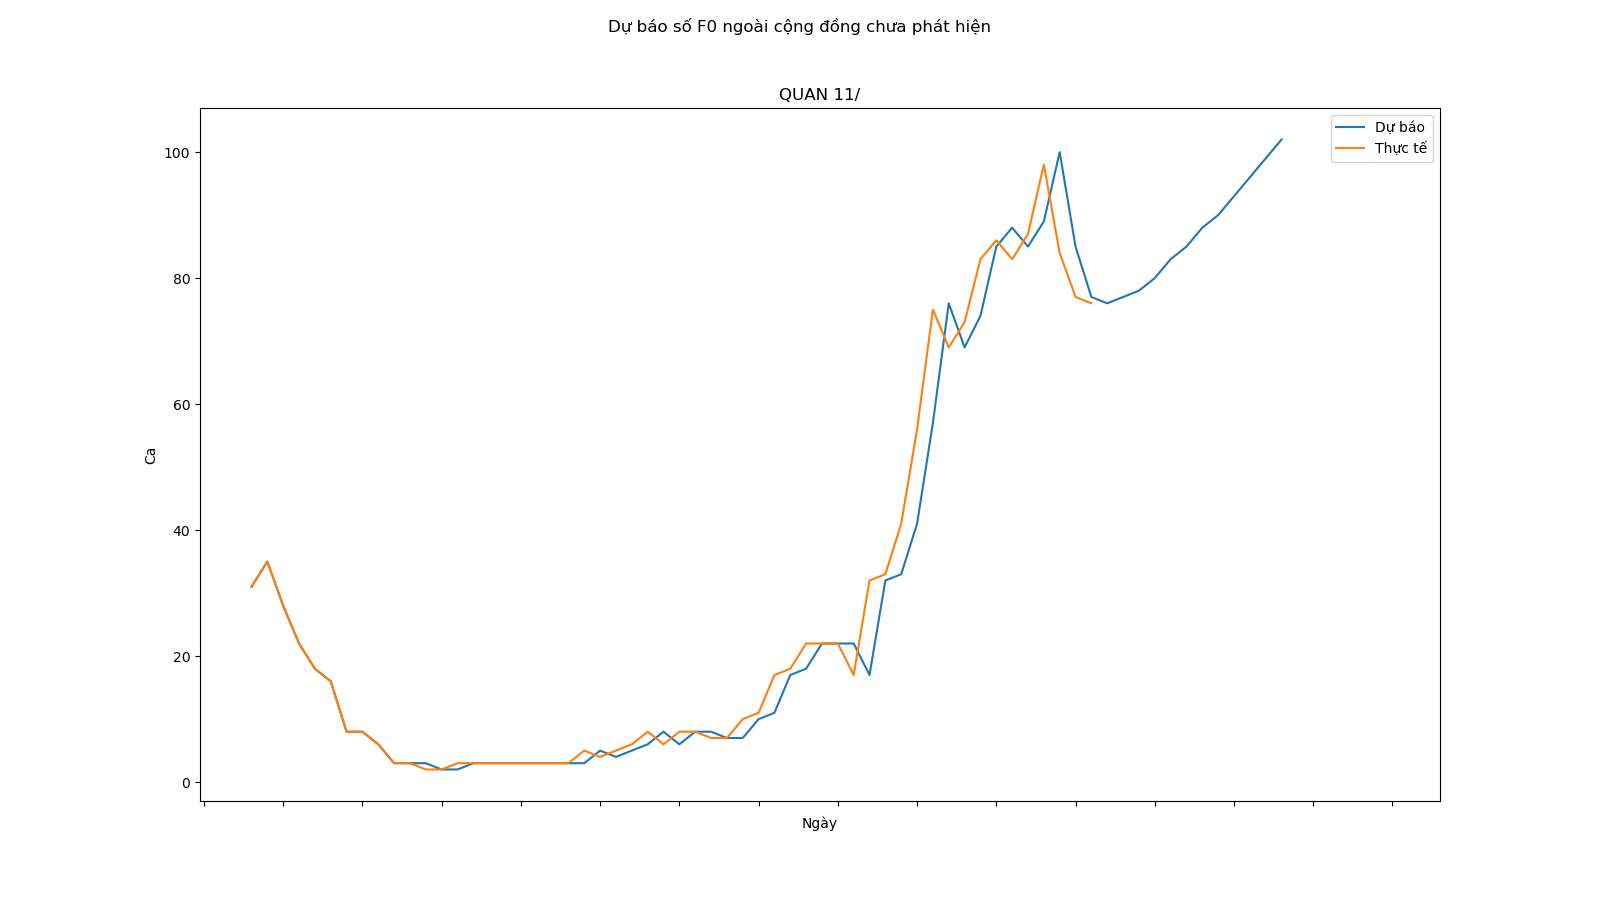 Dự báo số F0 ngoài cộng đồng chưa phát hiện
QUAN 11/
Dự báo
Thực tế
100
80
60
40
20
0
Ca
Ngày